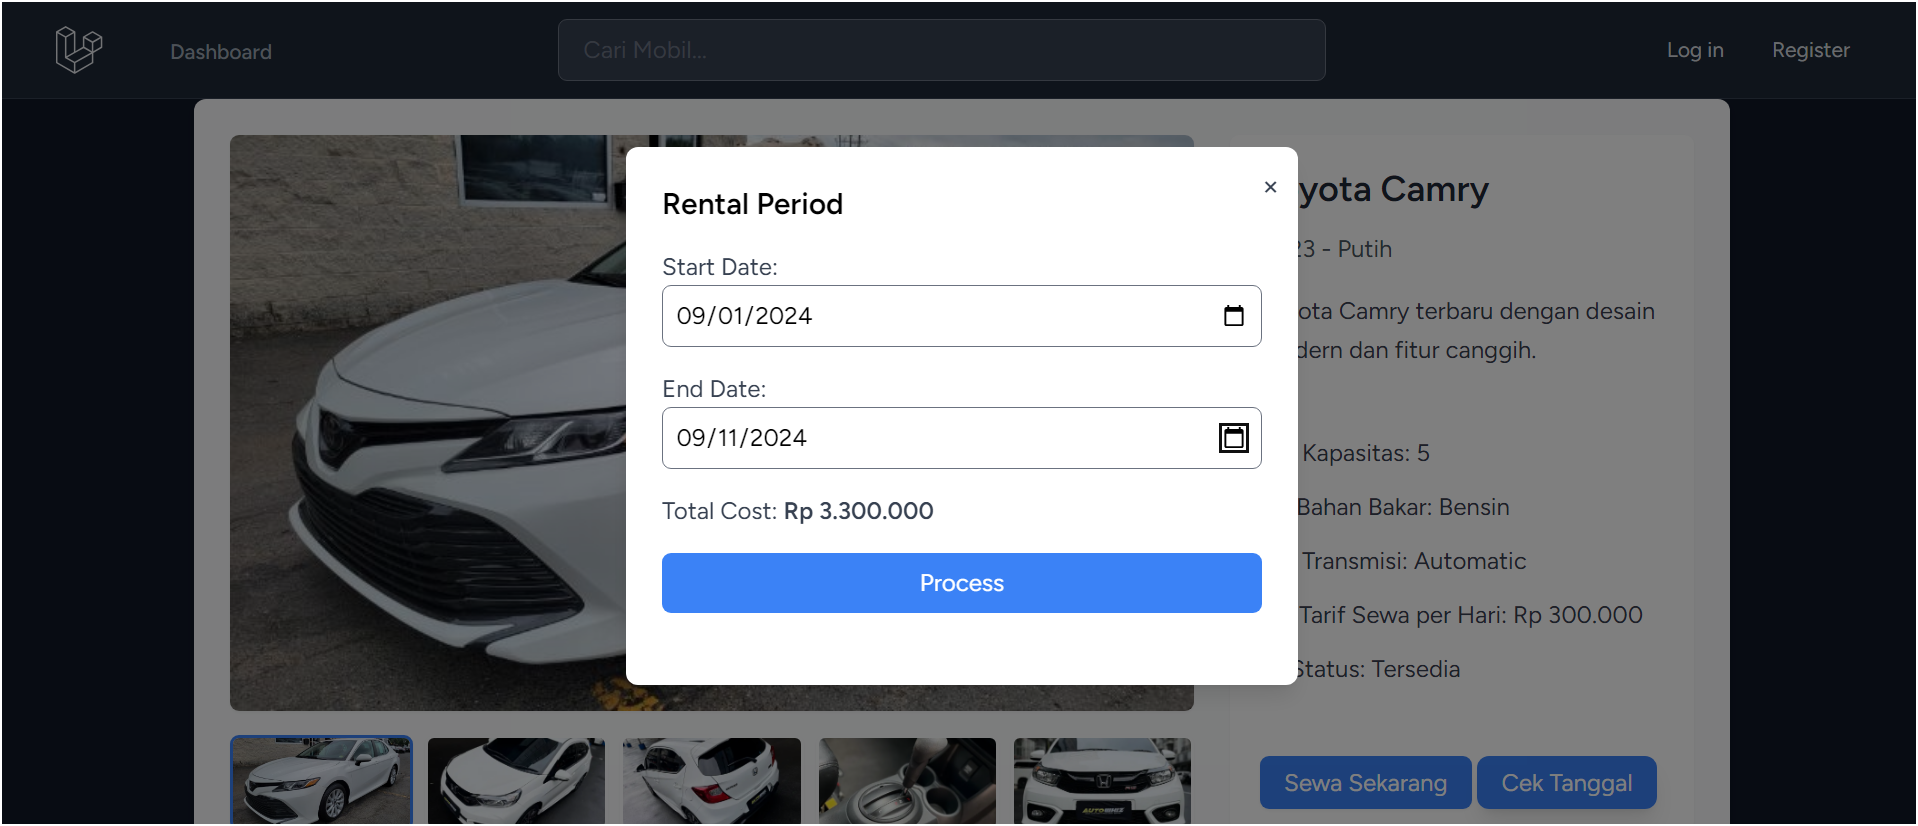 Dashboard
Cari Mobil...
Log in
Register
Rental Period
×
Start Date:
09/01/2024
End Date:
09/11/2024
Total Cost: Rp 3.300.000
Process
yota Camry
23 - Putih
ota Camry terbaru dengan desain
dern dan fitur canggih.
Kapasitas: 5
Bahan Bakar: Bensin
Transmisi: Automatic
Tarif Sewa per Hari: Rp 300.000
Status: Tersedia
Sewa Sekarang
Cek Tanggal